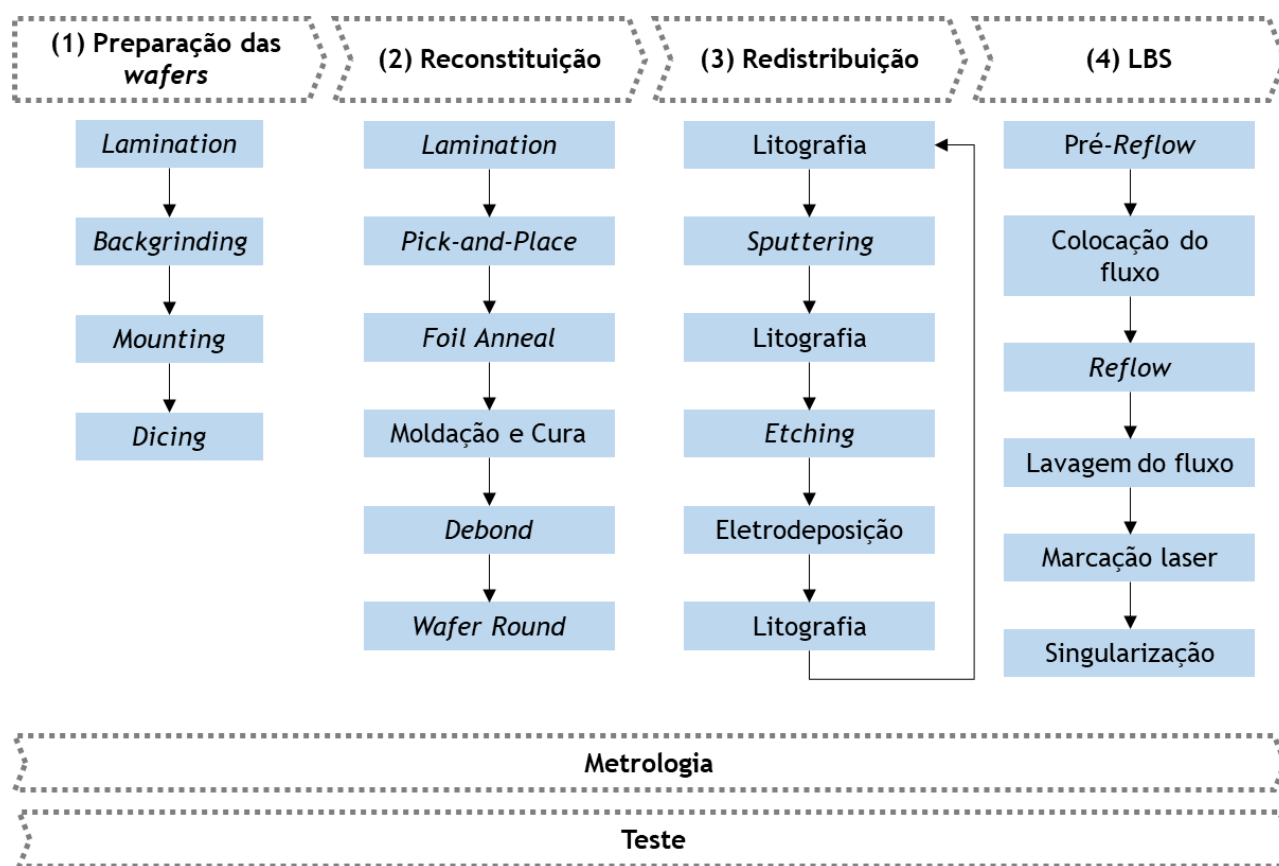 (1) Preparação das
wafers
(2) Reconstituição
(3) Redistribuição
(4) LBS
Lamination
Backgrinding
Mounting
Dicing
Lamination
Pick-and-Place
Foil Anneal
Moldação e Cura
Debond
Wafer Round
Litografia
Sputtering
Litografia
Etching
Eletrodeposição
Litografia
Pré-Reflow
Colocação do
fluxo
Reflow
Lavagem do fluxo
Marcação laser
Singularização
Metrologia
Teste